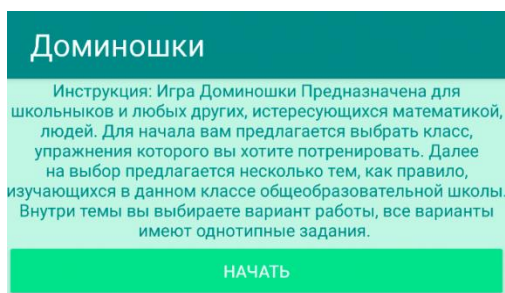 Доминошки
Инструкция: Игра Доминошки Предназначена для
школьныков и любых других, истересующихся математикой,
людей. Для начала вам предлагается выбрать класс,
упражнения которого вы хотите потренировать. Далее
на выбор предлагается несколько тем, как правило,
изучающихся в данном классе общеобразовательной школы.
Внутри темы вы выбираете вариант работы, все варианты
имеют однотипные задания.
НАЧАТЬ